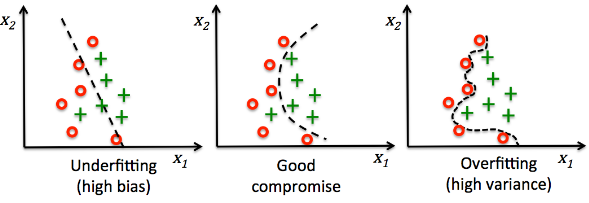 x2
x1
Underfitting
(high bias)
x2
x1
Good
compromise
x2
x1
Overfitting
(high variance)